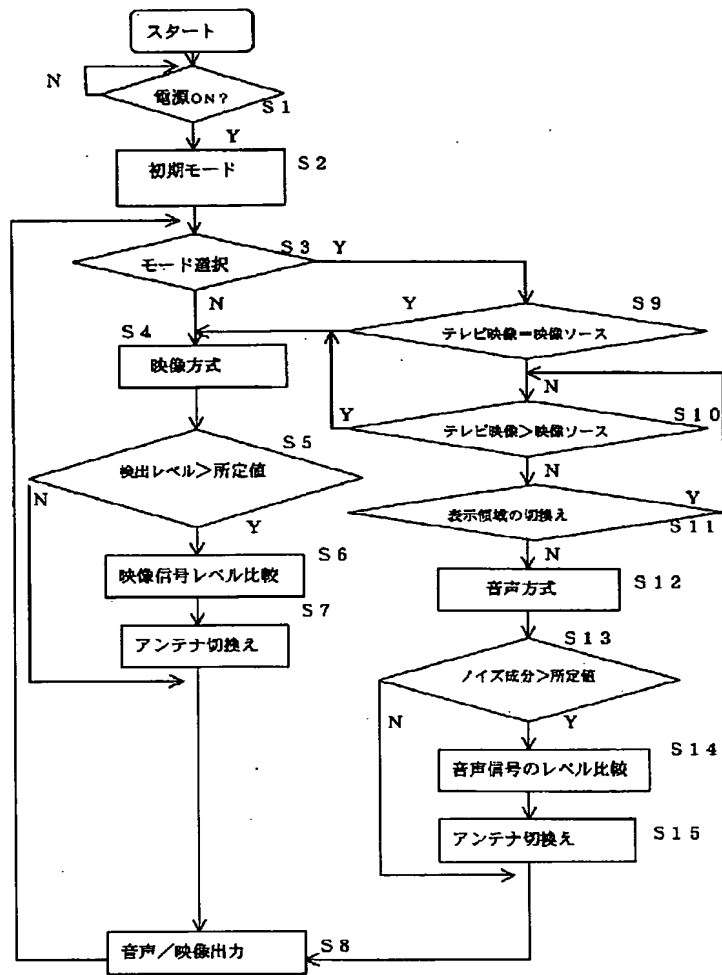 スタート
N
電源ON?
S1
Y
初期モード
S2
モード選択
S3
Y
N
S4
映像方式
検出レベル>所定値
S5
N
Y
映像信号レベル比較
S6
アンテナ切換え
S7
音声/映像出力
S8
テレビ映像=映像ソース
S9
Y
N
テレビ映像>映像ソース
S10
Y
N
表示領域の切換え
Y
S11
N
音声方式
S12
ノイズ成分>所定値
S13
N
Y
音声信号のレベル比較
S14
アンテナ切換え
S15